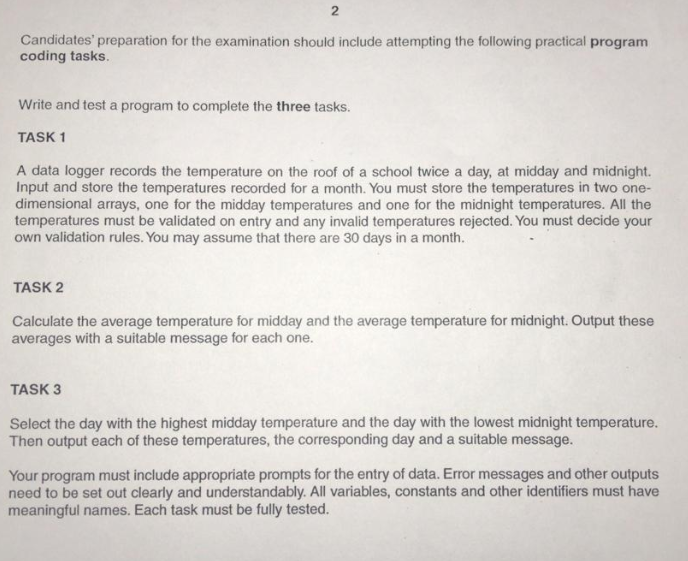 2
Candidates' preparation for the examination should include attempting the following practical program
coding tasks.
Write and test a program to complete the three tasks.
TASK 1
A data logger records the temperature on the roof of a school twice a day, at midday and midnight.
Input and store the temperatures recorded for a month. You must store the temperatures in two one-
dimensional arrays, one for the midday temperatures and one for the midnight temperatures. All the
temperatures must be validated on entry and any invalid temperatures rejected. You must decide your
own validation rules. You may assume that there are 30 days in a month.
TASK 2
Calculate the average temperature for midday and the average temperature for midnight. Output these
averages with a suitable message for each one.
TASK 3
Select the day with the highest midday temperature and the day with the lowest midnight temperature.
Then output each of these temperatures, the corresponding day and a suitable message.
Your program must include appropriate prompts for the entry of data. Error messages and other outputs
need to be set out clearly and understandably. All variables, constants and other identifiers must have
meaningful names. Each task must be fully tested.